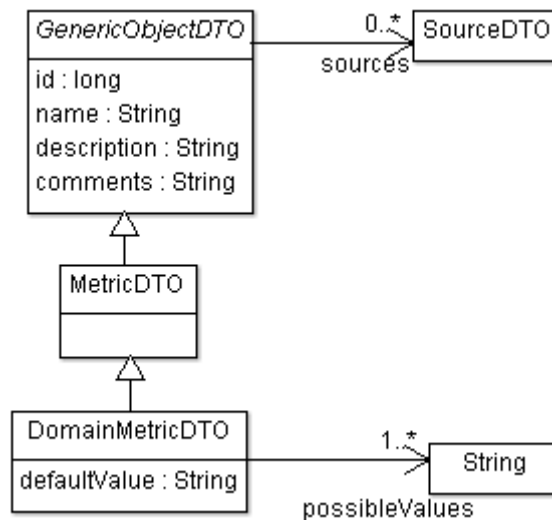 GenericObjectDTO
id : long
name : String
description : String
comments : String
0..*
sources
SourceDTO
MetricDTO
DomainMetricDTO
defaultValue : String
1..*
possibleValues
String